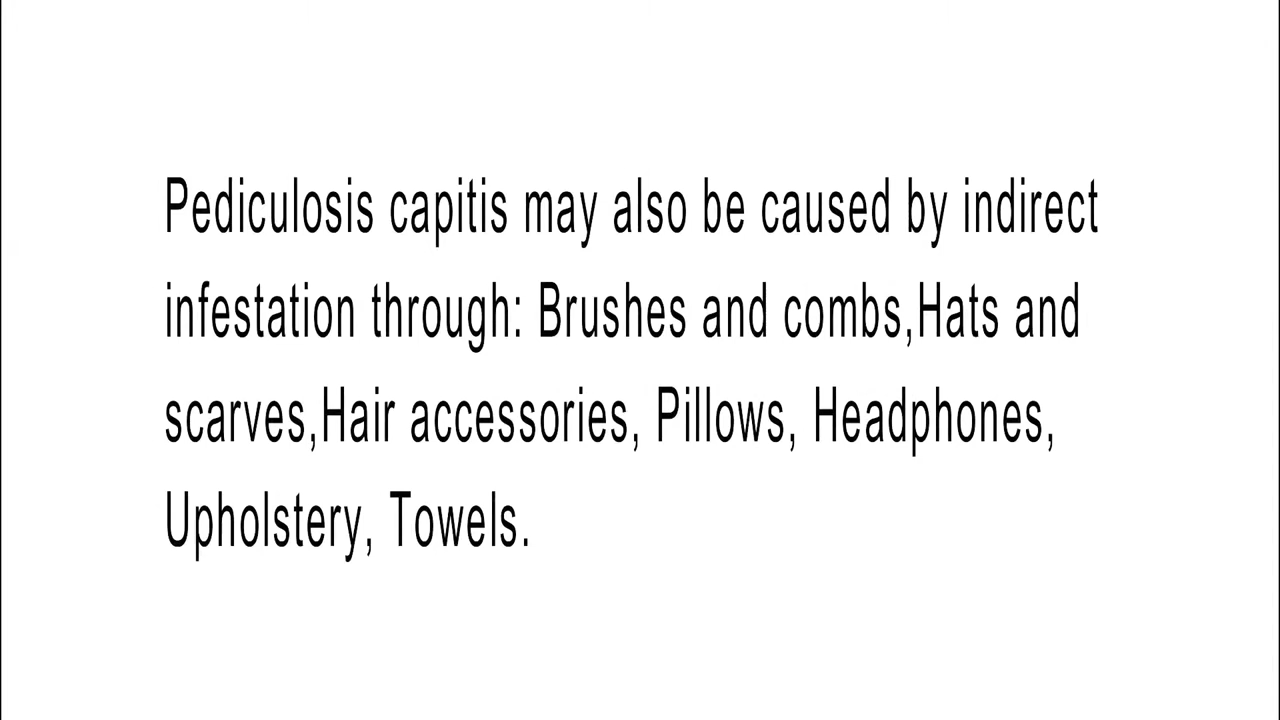 Pediculosis capitis may also be caused by indirect
infestation through: Brushes and combs,Hats and
scarves,Hair accessories, Pillows, Headphones,
Upholstery, Towels.